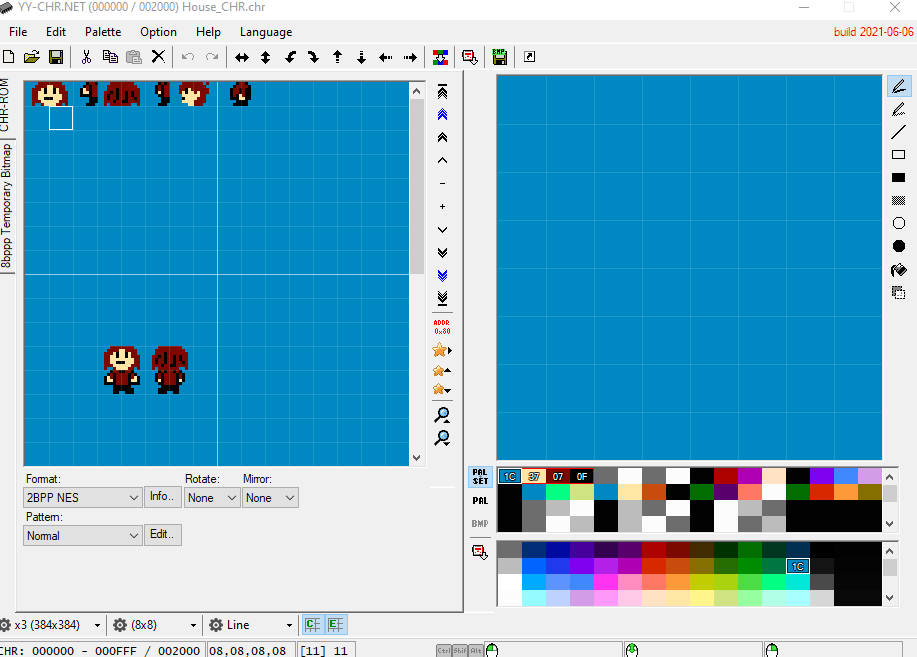 YY-CHR.NET (000000 / 002000) House_CHR.chr
File Edit Palette Option Help Language
build 2021-06-06
CHR-ROM
8bppp Temporary Bitmap
ADDR
0x80
Format:
2BPP NES
Info..
Rotate:
None
Mirror:
None
Pattern:
Normal
Edit..
PAL
SET
PAL
BMP
1C 37 07 0F
1C
x3 (384x384)
(8x8)
Line
C E
CHR: 000000 - 000FFF / 002000
08,08,08,08
[11] 11
Ctrl Shif Alt